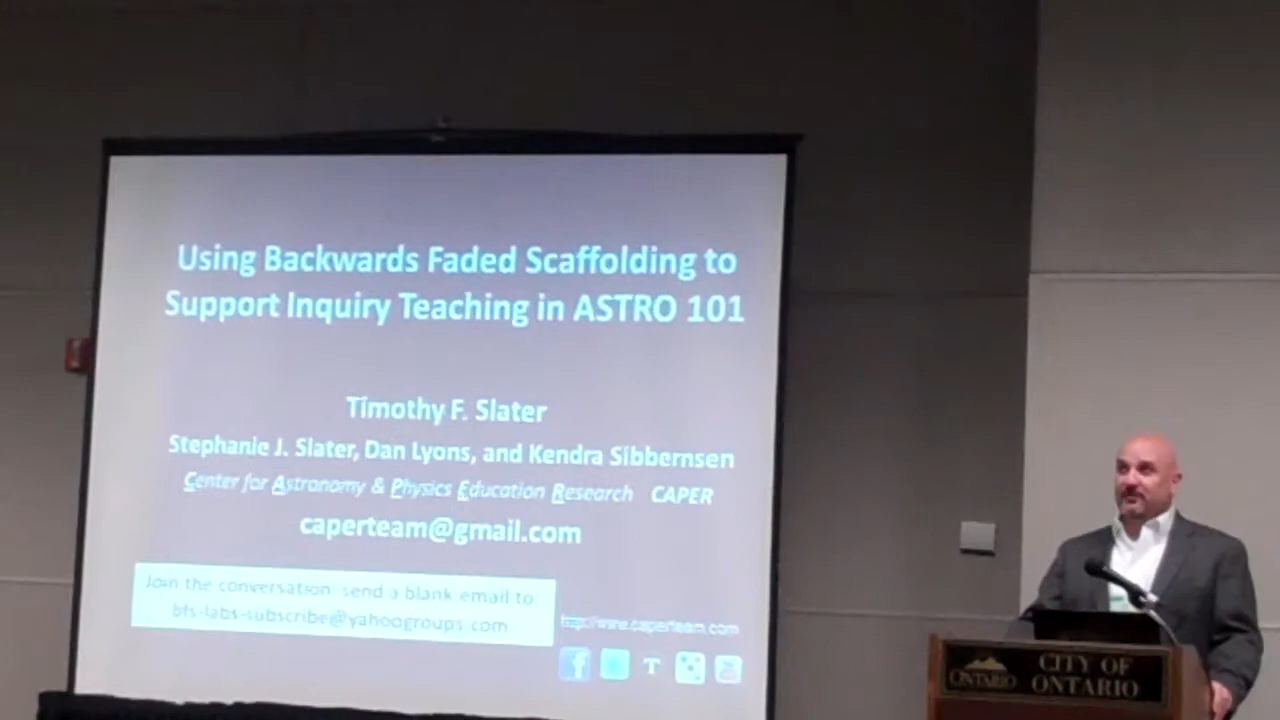 Using Backwards Faded Scaffolding to
Support Inquiry Teaching in ASTRO 101
Timothy F. Slater
Stephanie J. Slater, Dan Lyons, and Kendra Sibbernsen
Center for Astronomy & Physics Education Research CAPER
caperteam@gmail.com
Join the conversation: send a blank email to:
bfs-labs-subscribe@yahoogroups.com
http://www.caperteam.com
f
T
You
ONTARIO
CITY OF
ONTARIO